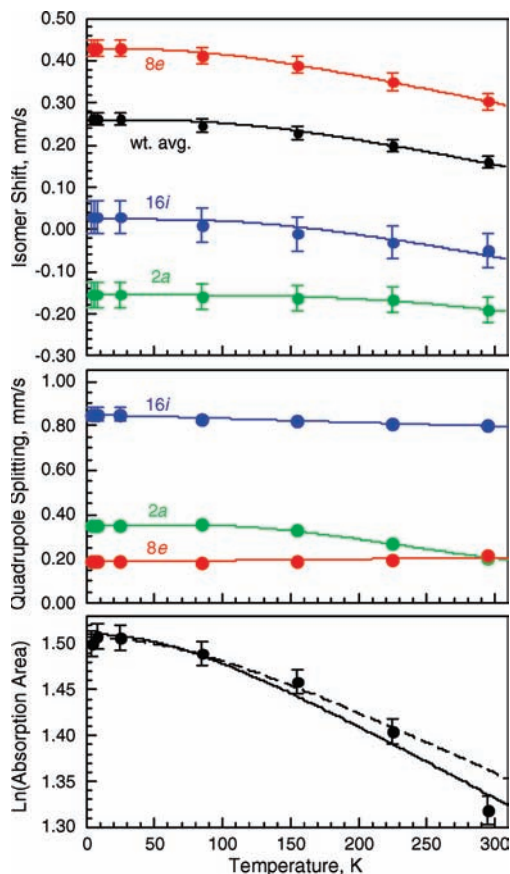 Isomer Shift, mm/s
0.50
0.40
0.30
0.20
0.10
0.00
-0.10
-0.20
-0.30
8e
wt. avg.
16i
2a
Quadrupole Splitting, mm/s
1.00
0.80
0.60
0.40
0.20
0.00
16i
2a
8e
Ln(Absorption Area)
1.50
1.45
1.40
1.35
1.30
0 50 100 150 200 250 300
Temperature, K